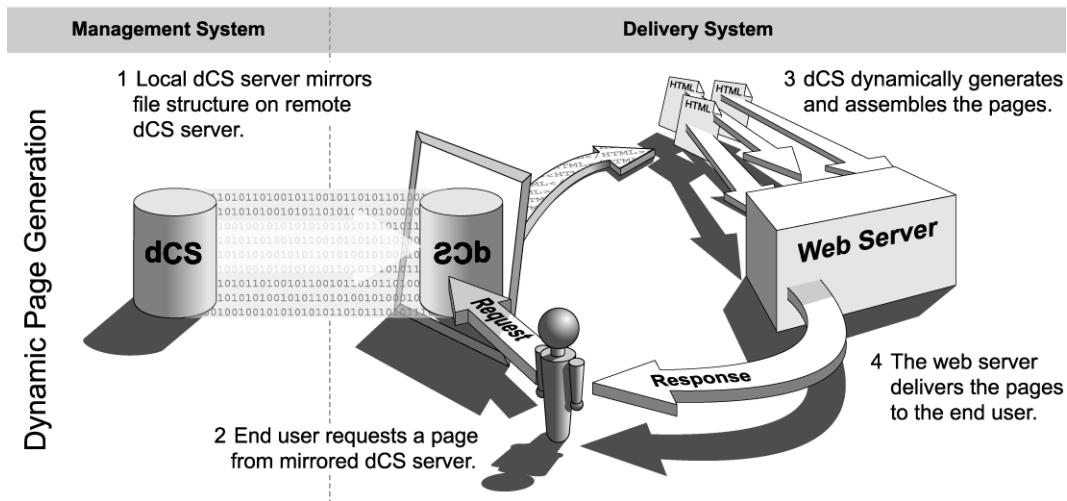 Management System
Delivery System
Dynamic Page Generation
1 Local dCS server mirrors
file structure on remote
dCS server.
3 dCS dynamically generates
and assembles the pages.
HTML
HTML
HTML
dCS
dCS
Web Server
Request
Response
2 End user requests a page
from mirrored dCS server.
4 The web server
delivers the pages
to the end user.